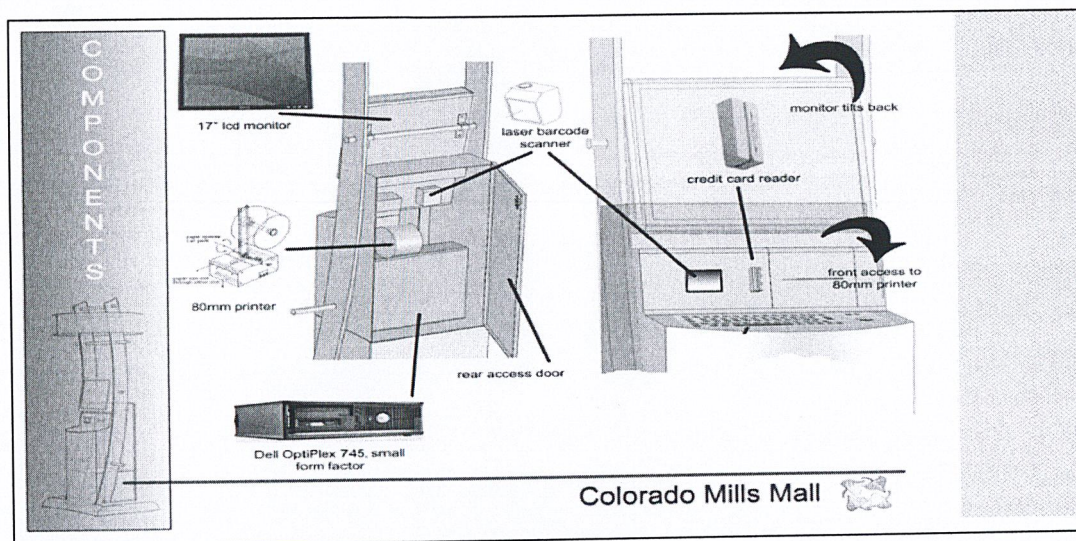 COMPONENTS
17" lcd monitor
laser barcode
scanner
monitor tilts back
credit card reader
80mm printer
front access to
80mm printer
rear access door
Dell OptiPlex 745, small
form factor
Colorado Mills Mall